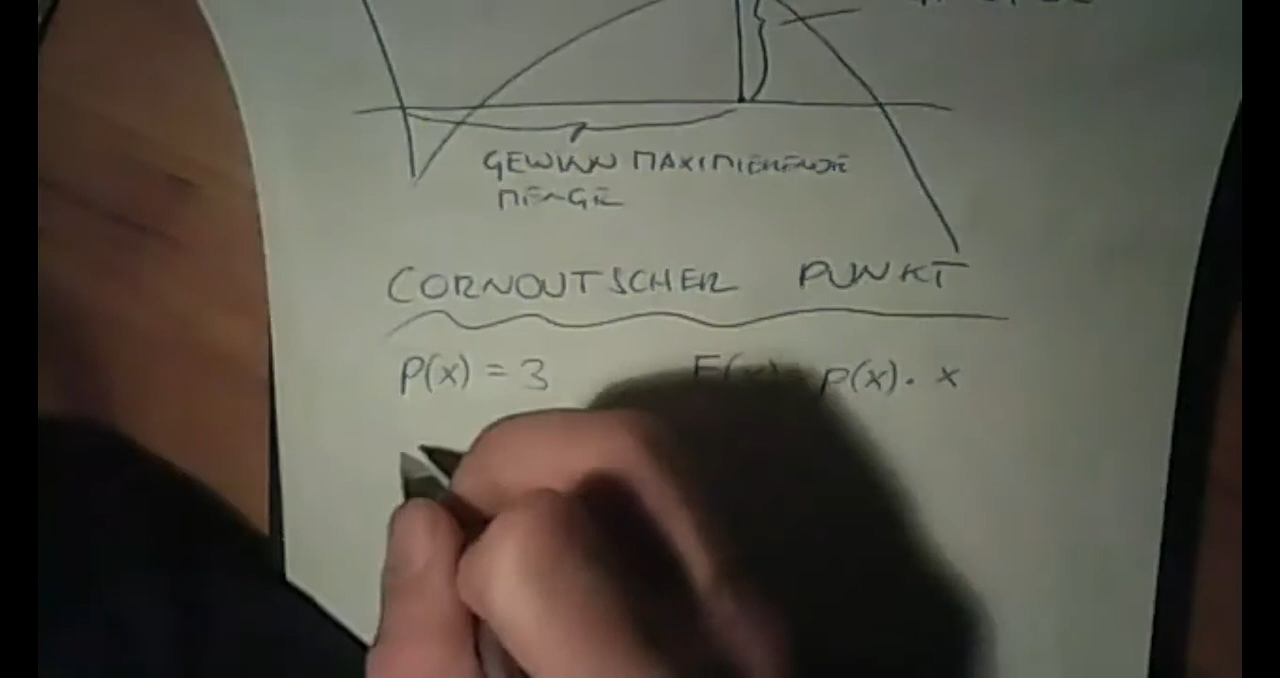 GEWINN MAXIMIERENDE
MENGE
CORNOUTSCHER PUNKT
P(x) = 3
E(x) p(x) · x